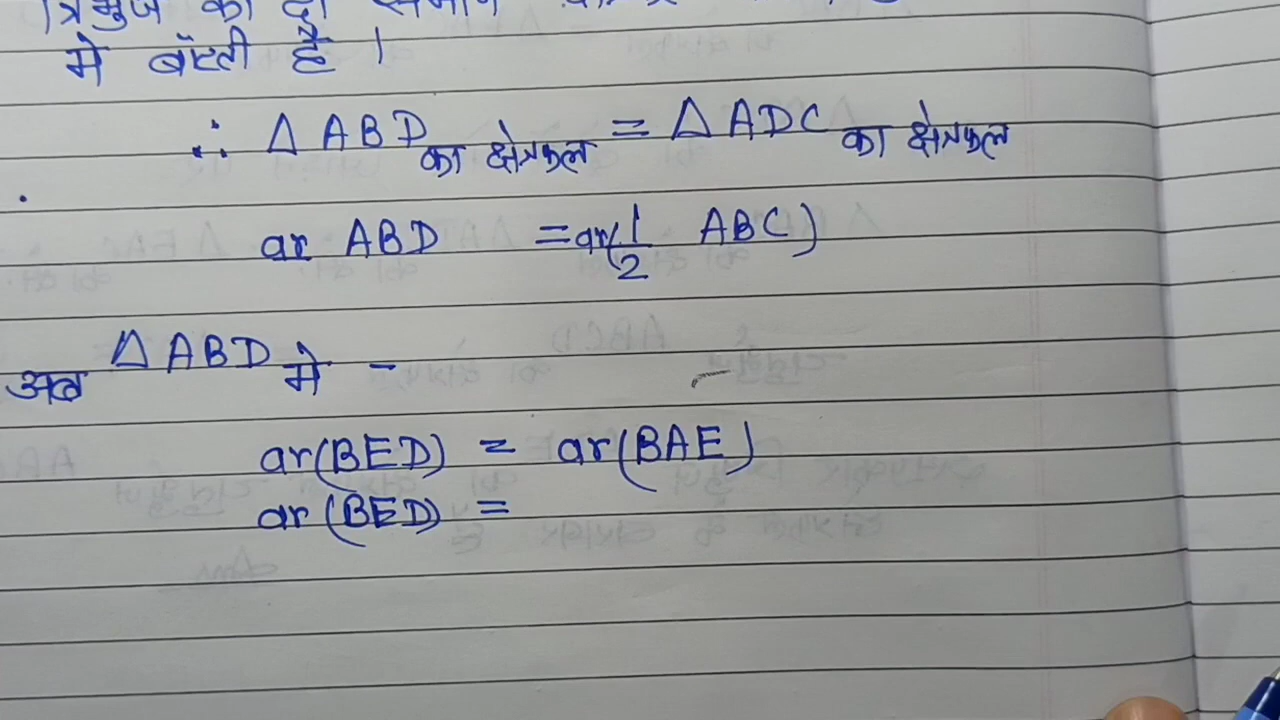 त्रिभुज को दो समान
में बाँटती है ।
∴ Δ ABD का क्षेत्रफल = Δ ADC का क्षेत्रफल
ar ABD = ar(1/2 ABC)
अब Δ ABD में -
ar(BED) = ar(BAE)
ar(BED) =